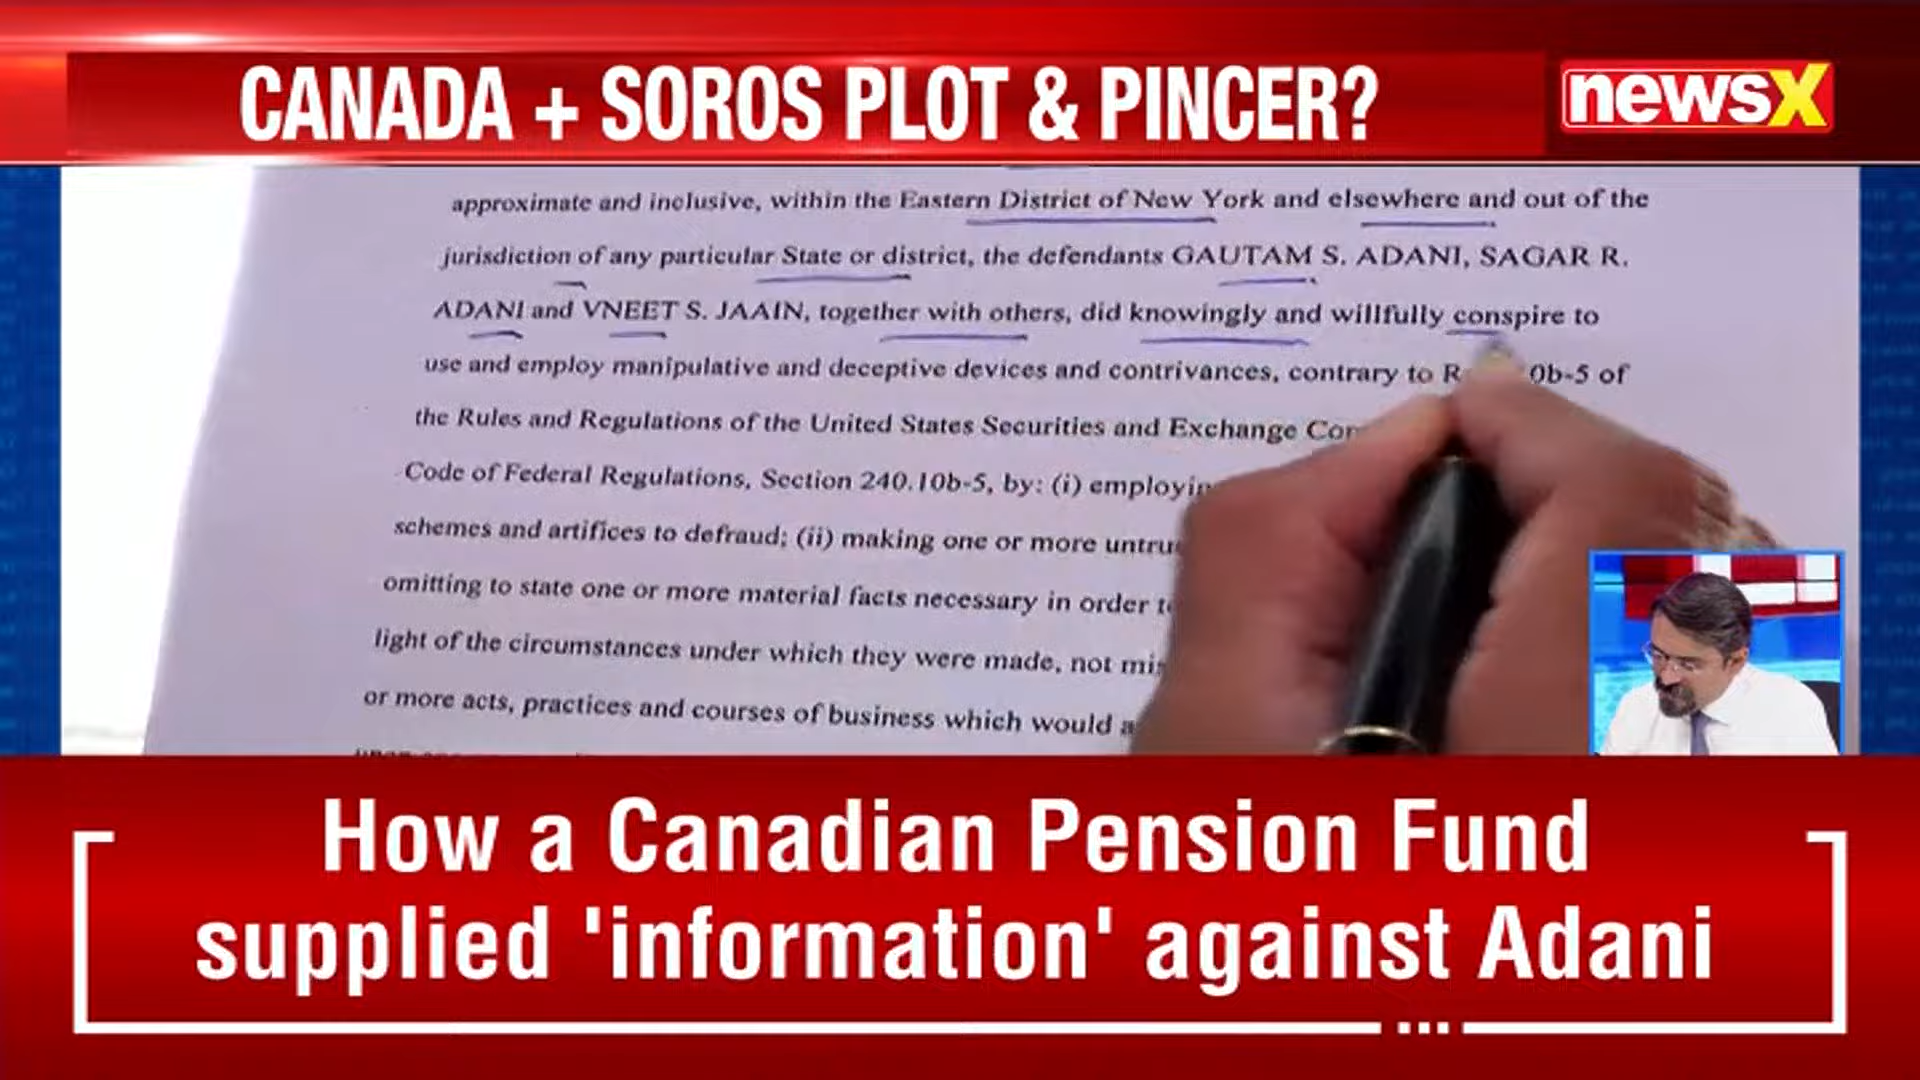 CANADA + SOROS PLOT & PINCER?
newsX
approximate and inclusive, within the Eastern District of New York and elsewhere and out of the
jurisdiction of any particular State or district, the defendants GAUTAM S. ADANI, SAGAR R.
ADANI and VNEET S. JAAIN, together with others, did knowingly and willfully conspire to
use and employ manipulative and deceptive devices and contrivances, contrary to 0b-5 of
the Rules and Regulations of the United States Securities and Exchange
Code of Federal Regulations, Section 240.10b-5, by: (i)
schemes and artifices to defraud; (ii) making one or more
omitting to state one or more material facts necessary in order
light of the circumstances under which they were made, not
or more acts, practices and courses of business which would
How a Canadian Pension Fund
supplied 'information' against Adani